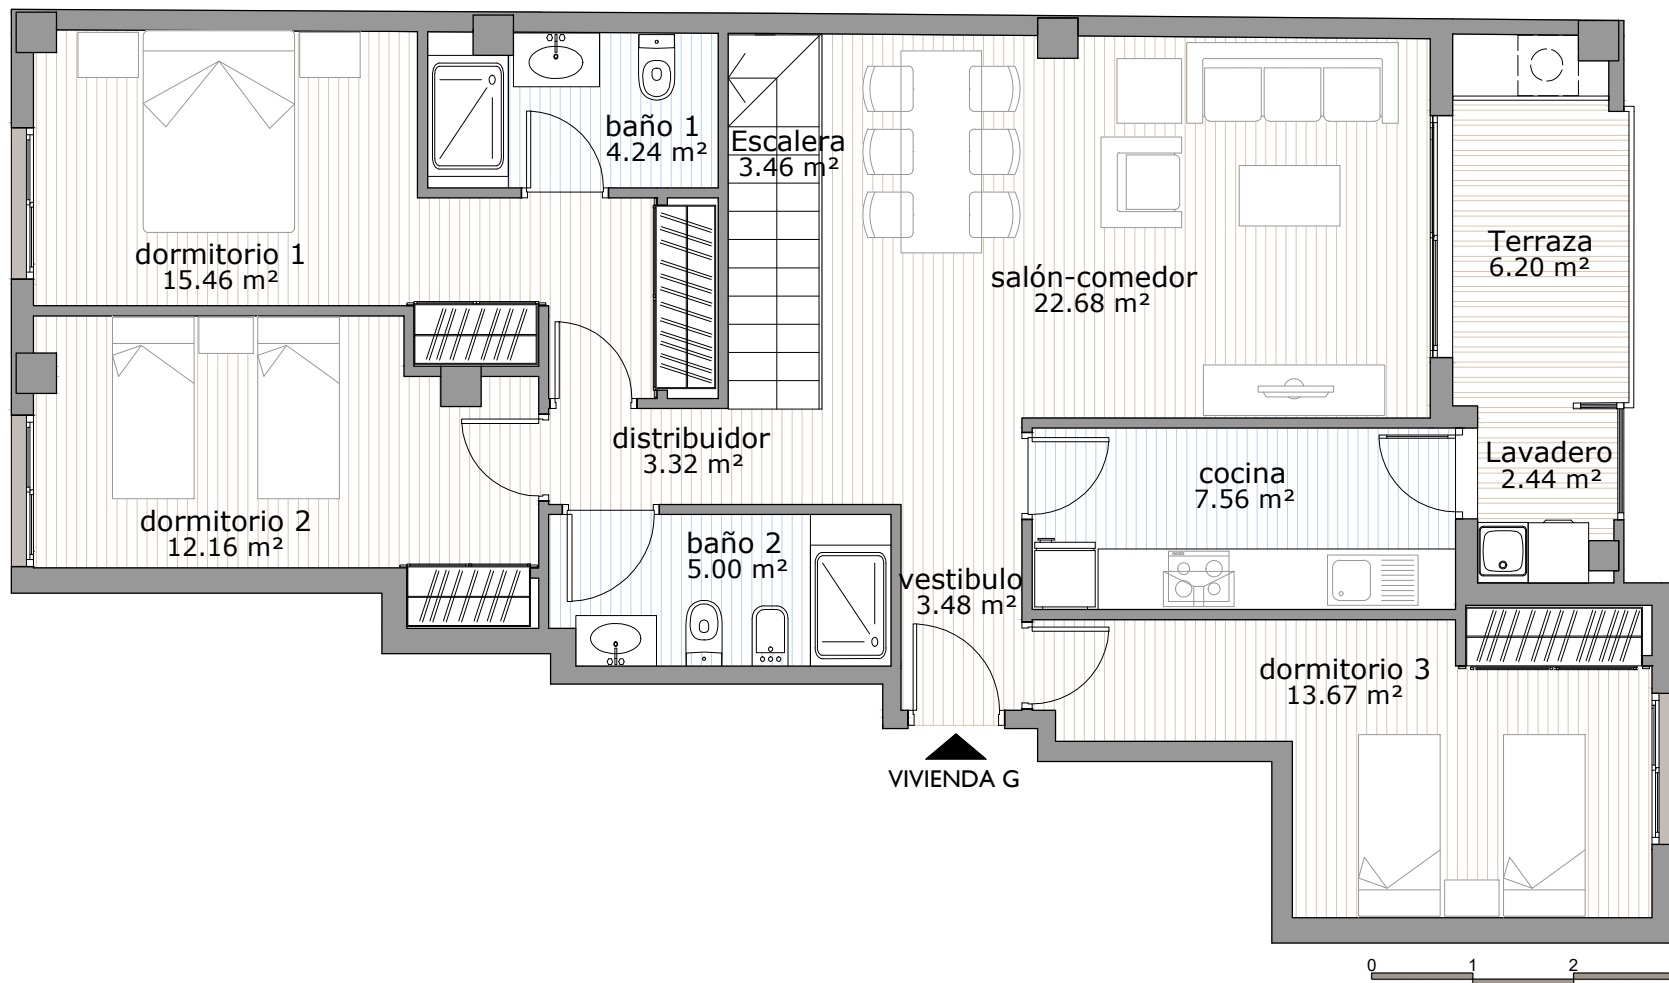 baño 1
4.24 m²
Escalera
3.46 m²
dormitorio 1
15.46 m²
salón-comedor
22.68 m²
Terraza
6.20 m²
distribuidor
3.32 m²
cocina
7.56 m²
Lavadero
2.44 m²
dormitorio 2
12.16 m²
baño 2
5.00 m²
vestibulo
3.48 m²
dormitorio 3
13.67 m²
VIVIENDA G
0 1 2